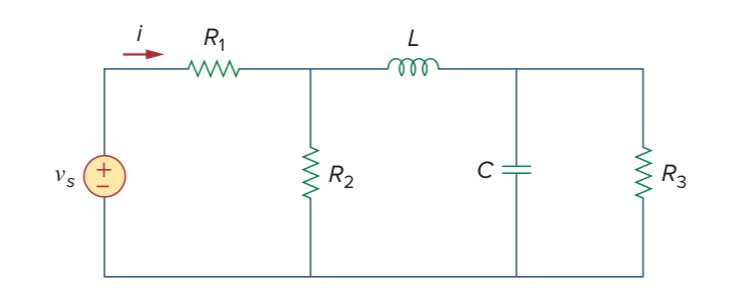 i
R₁
L
vₛ
+
−
R₂
C
R₃